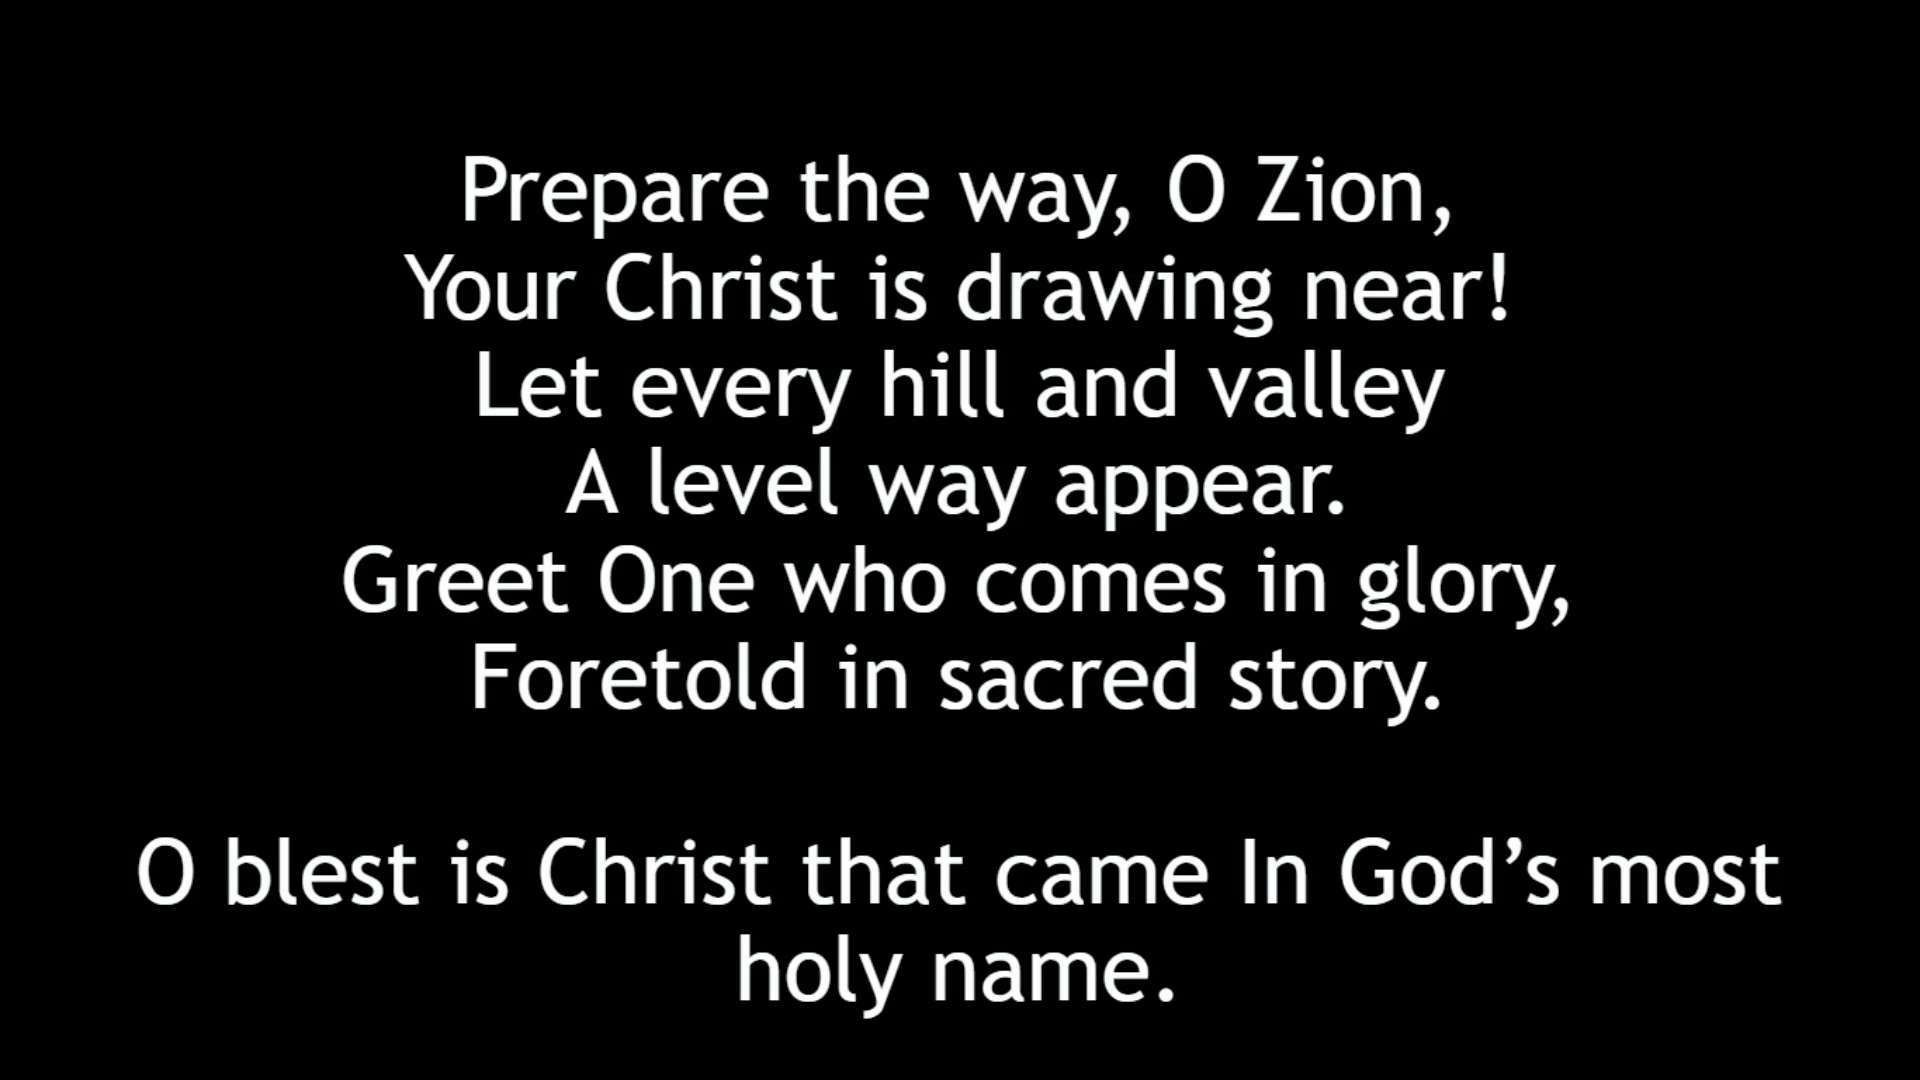 Prepare the way, O Zion,
Your Christ is drawing near!
Let every hill and valley
A level way appear.
Greet One who comes in glory,
Foretold in sacred story.
O blest is Christ that came In God’s most
holy name.